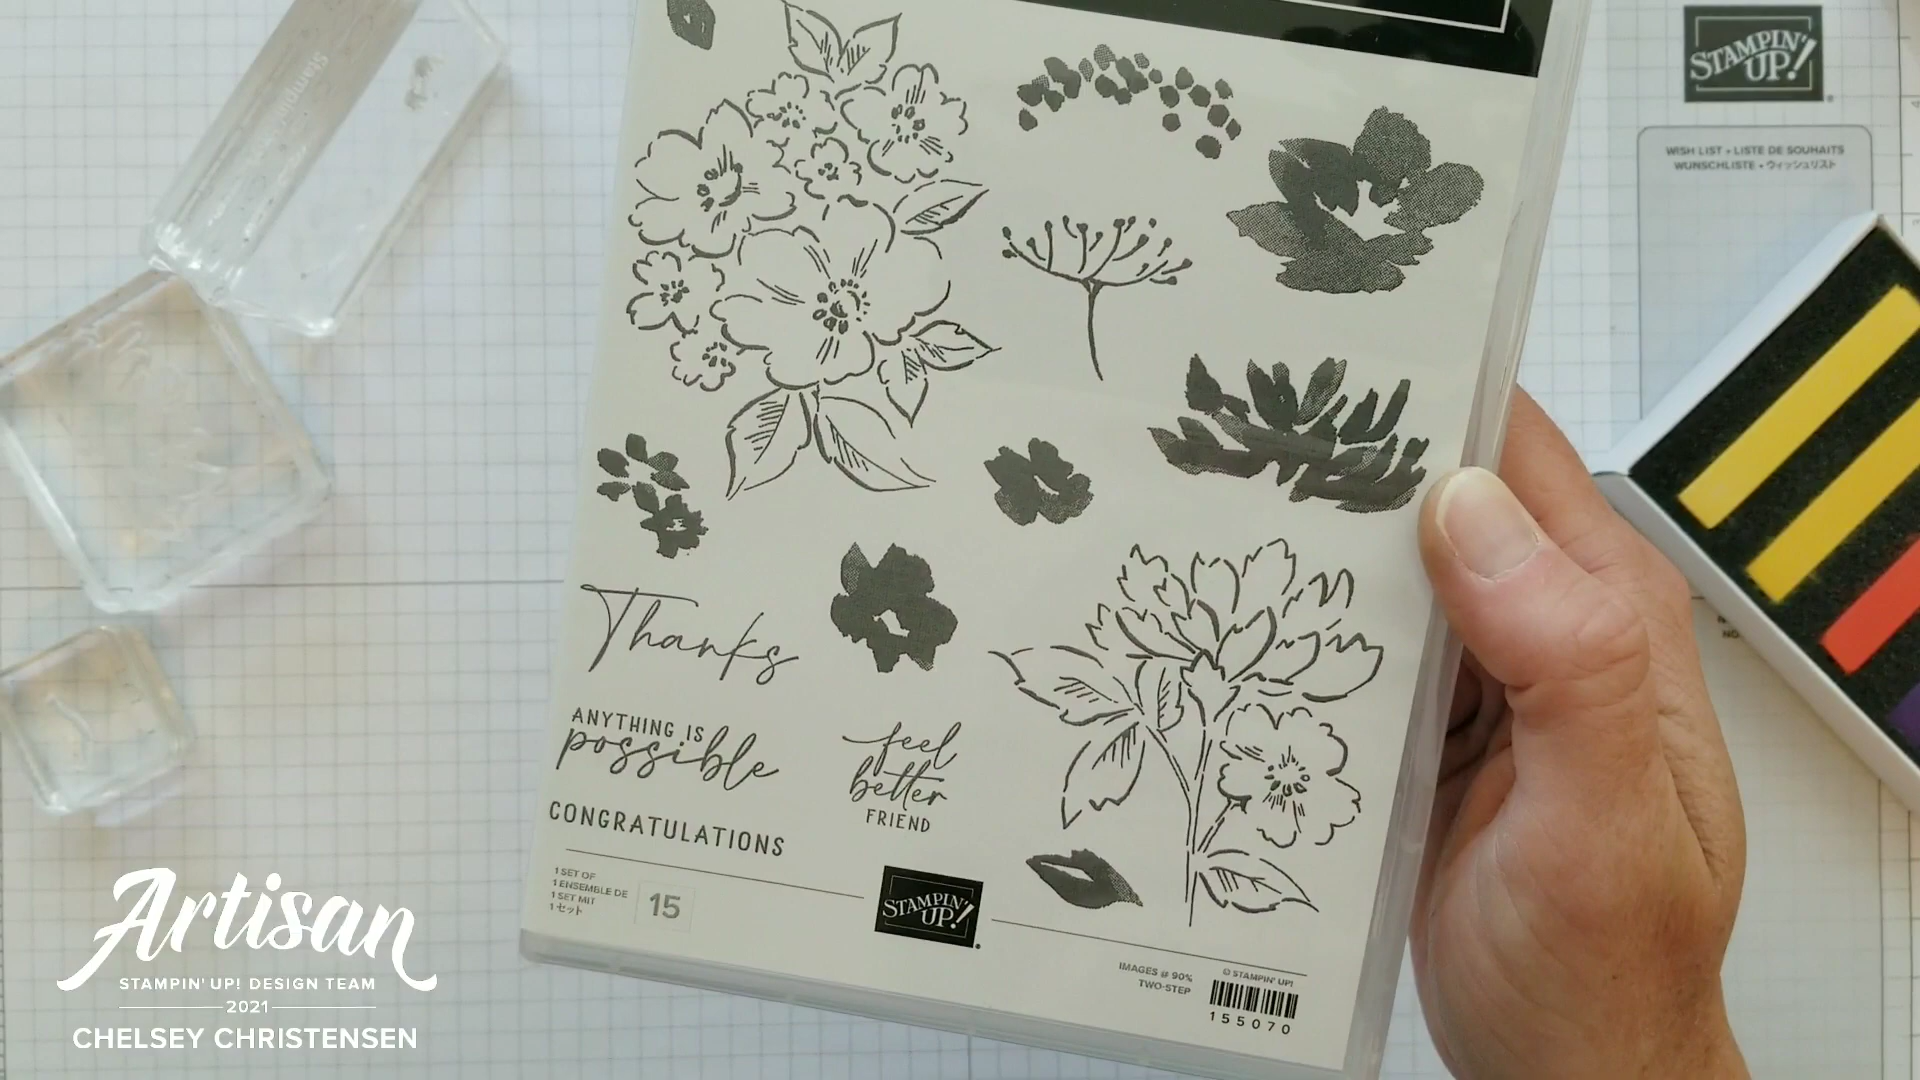 STAMPIN' UP!
WISH LIST • LISTE DE SOUHAITS
WUNSCHLISTE • ウィッシュリスト
Thanks
ANYTHING IS
possible
CONGRATULATIONS
feel
better
FRIEND
1 SET OF
1 ENSEMBLE DE
1 SET MIT
1 セット
15
STAMPIN' UP!
IMAGES @ 90%
TWO-STEP
© STAMPIN' UP!
155070
Artisan
STAMPIN' UP! DESIGN TEAM
2021
CHELSEY CHRISTENSEN